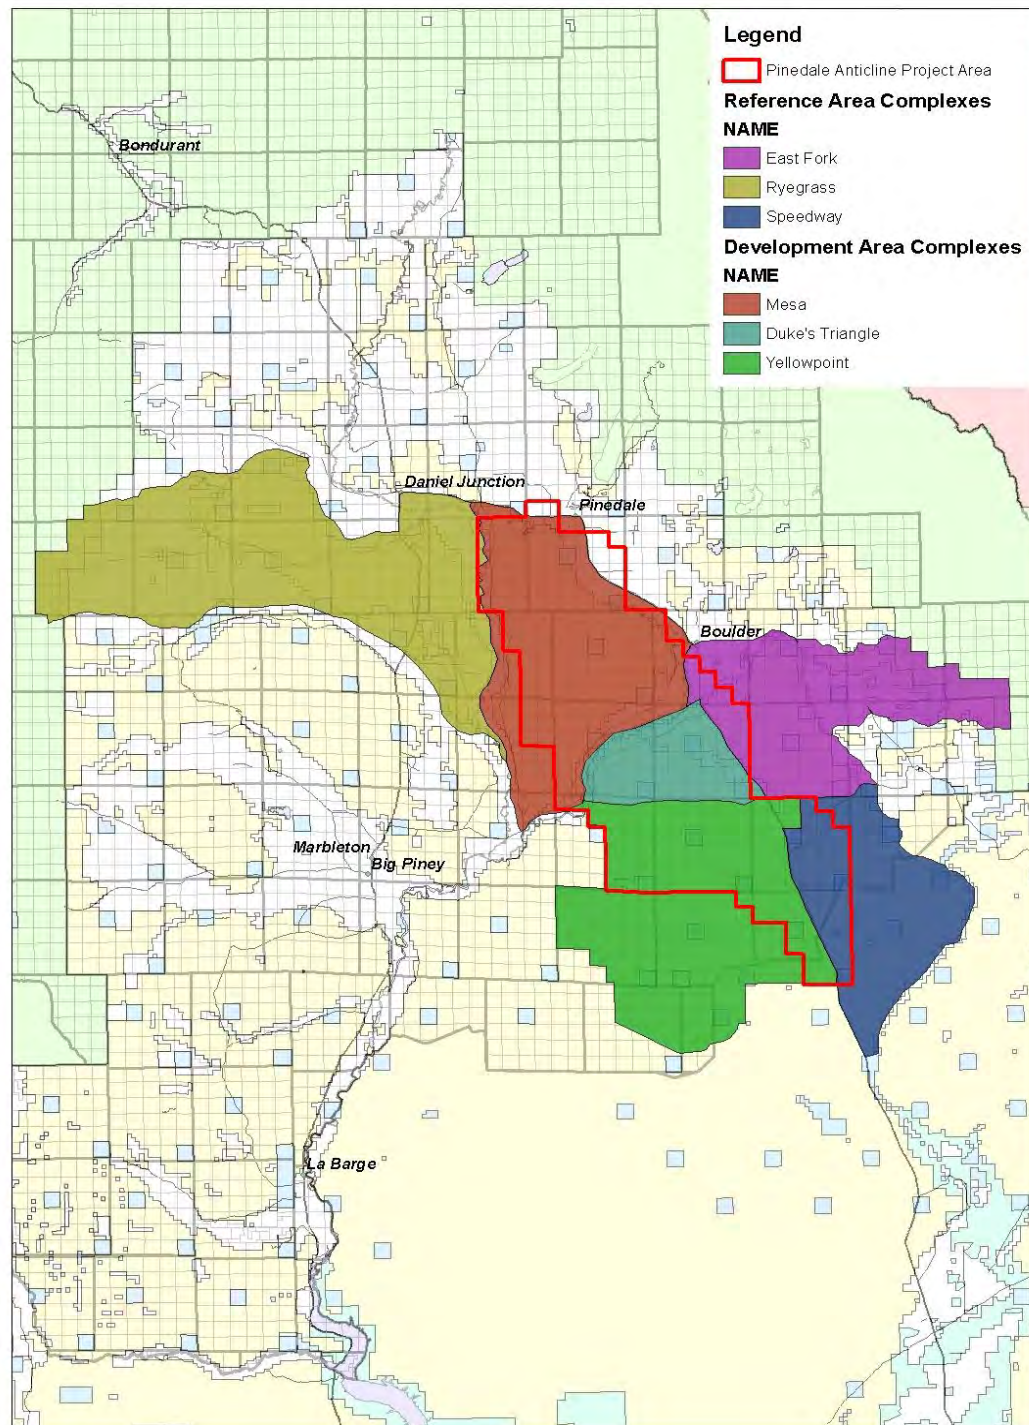 Legend
Pinedale Anticline Project Area
Reference Area Complexes
NAME
East Fork
Ryegrass
Speedway
Development Area Complexes
NAME
Mesa
Duke's Triangle
Yellowpoint
Bondurant
Daniel Junction
Pinedale
Boulder
Marbleton
Big Piney
La Barge